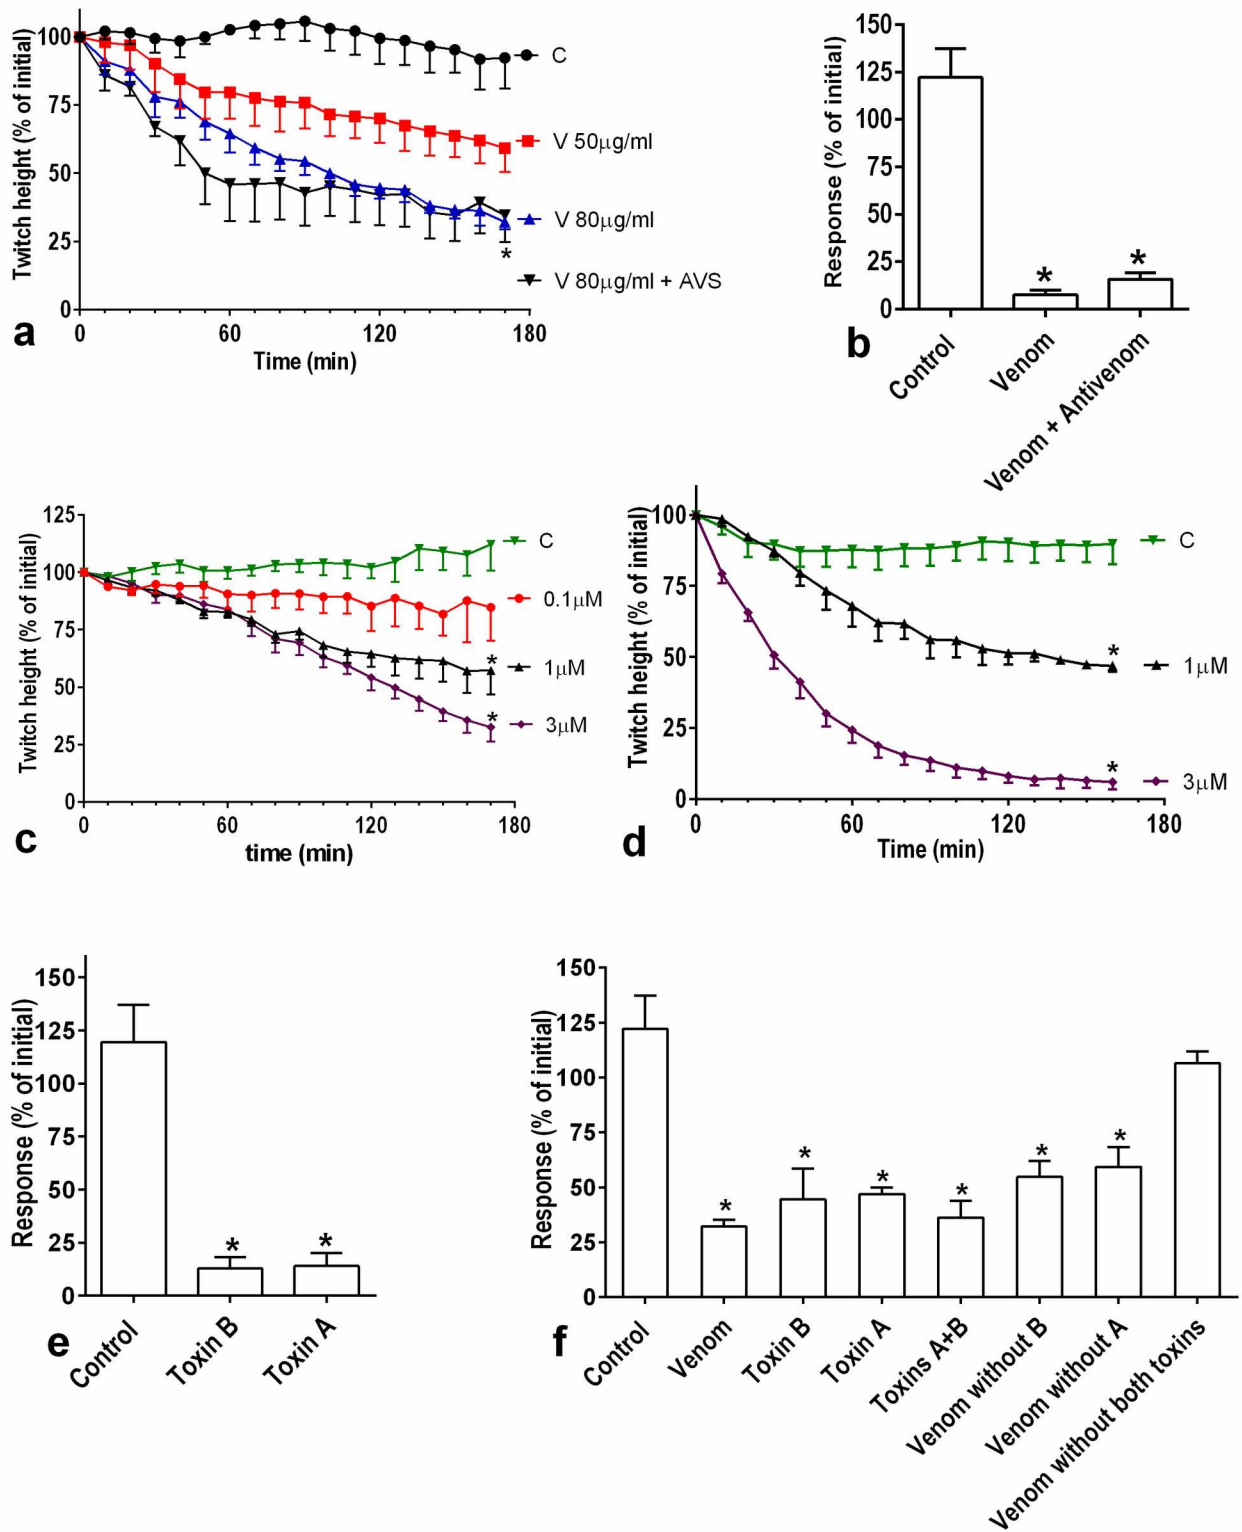 Twitch height (% of initial)
100
75
50
25
0
0
60
120
180
Time (min)
C
V 50µg/ml
V 80µg/ml
V 80µg/ml + AVS
*
a
Response (% of initial)
150
125
100
75
50
25
0
*
*
Control
Venom
Venom + Antivenom
b
Twitch height (% of initial)
125
100
75
50
25
0
0
60
120
180
time (min)
C
0.1µM
1µM
3µM
*
*
c
Twitch height (% of initial)
100
75
50
25
0
0
60
120
180
Time (min)
C
1µM
3µM
*
*
d
Response (% of initial)
150
125
100
75
50
25
0
*
*
Control
Toxin B
Toxin A
e
Response (% of initial)
150
125
100
75
50
25
0
*
*
*
*
*
*
Control
Venom
Toxin B
Toxin A
Toxins A+B
Venom without B
Venom without A
Venom without both toxins
f